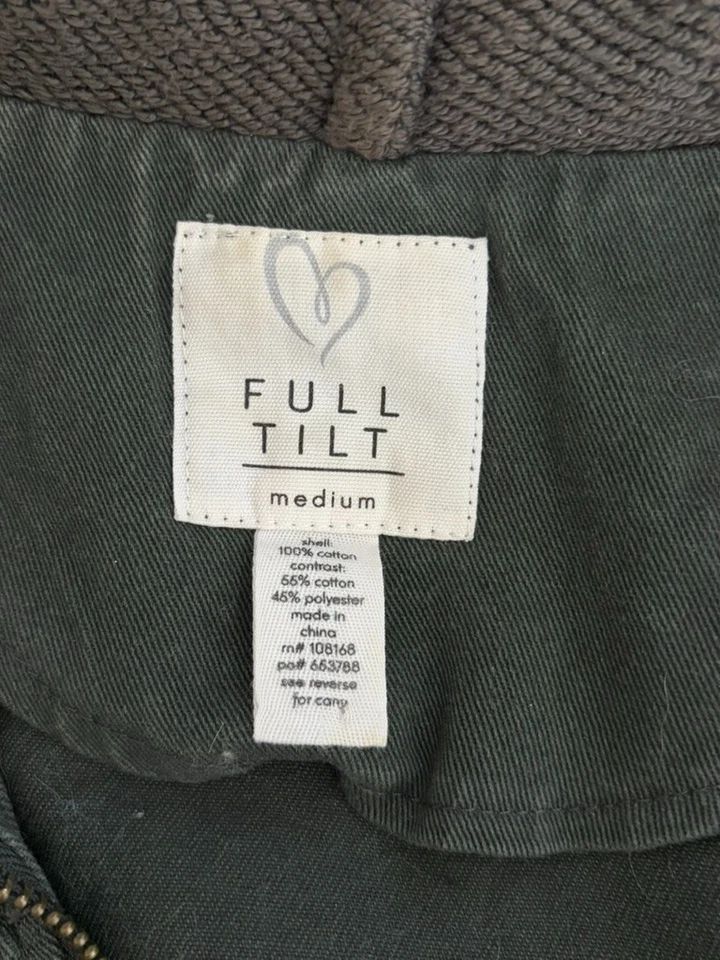 FULL
TILT
medium
shell:
100% cotton
contrast:
55% cotton
45% polyester
made in
china
rn# 108168
po# 653788
see reverse
for care